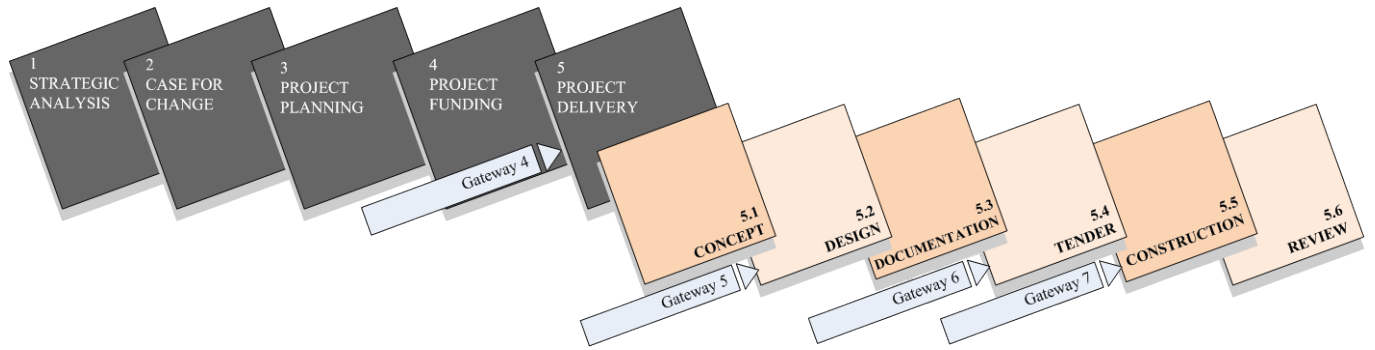 1
STRATEGIC
ANALYSIS
2
CASE FOR
CHANGE
3
PROJECT
PLANNING
4
PROJECT
FUNDING
5
PROJECT
DELIVERY
Gateway 4
5.1
CONCEPT
5.2
DESIGN
5.3
DOCUMENTATION
5.4
TENDER
5.5
CONSTRUCTION
5.6
REVIEW
Gateway 5
Gateway 6
Gateway 7